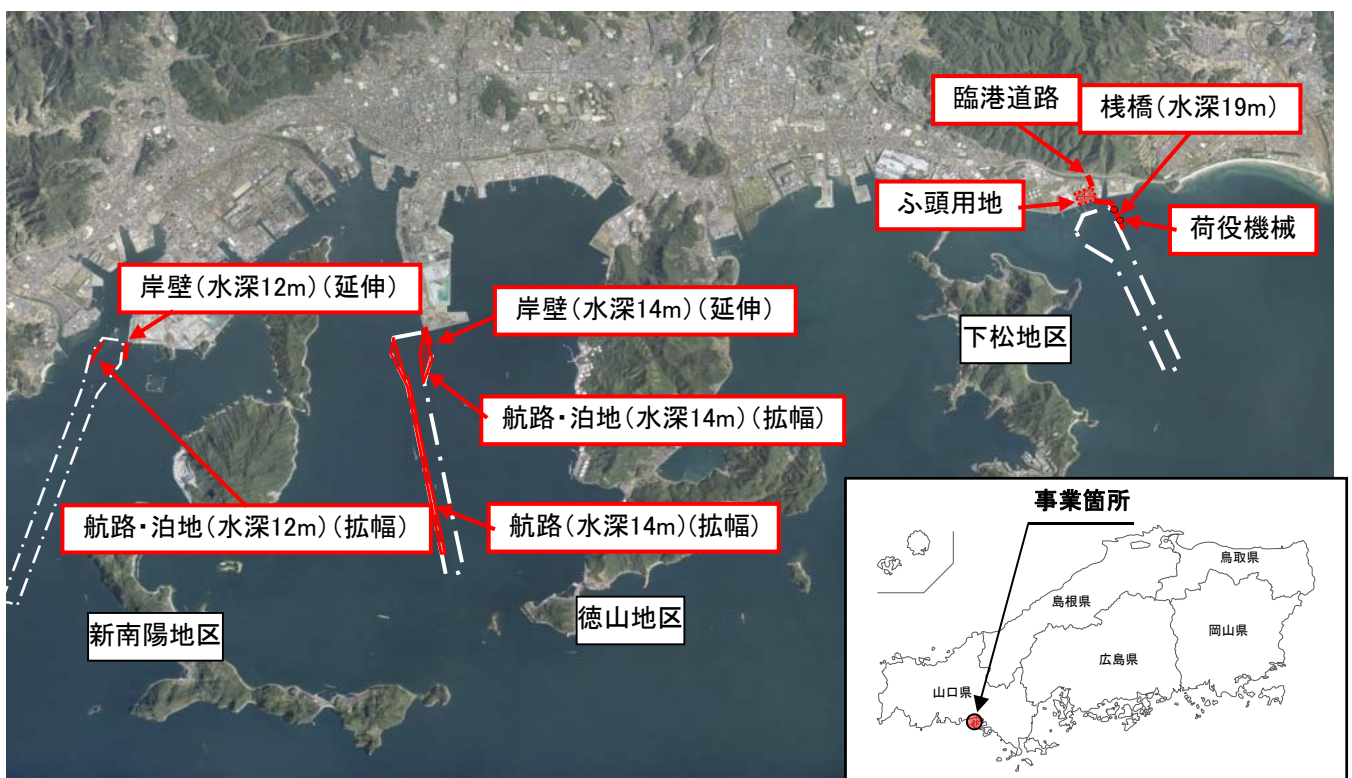 臨港道路
桟橋(水深19m)
ふ頭用地
荷役機械
岸壁(水深12m)(延伸)
岸壁(水深14m)(延伸)
下松地区
航路・泊地(水深14m)(拡幅)
航路・泊地(水深12m)(拡幅)
航路(水深14m)(拡幅)
新南陽地区
徳山地区
事業箇所
鳥取県
島根県
岡山県
広島県
山口県